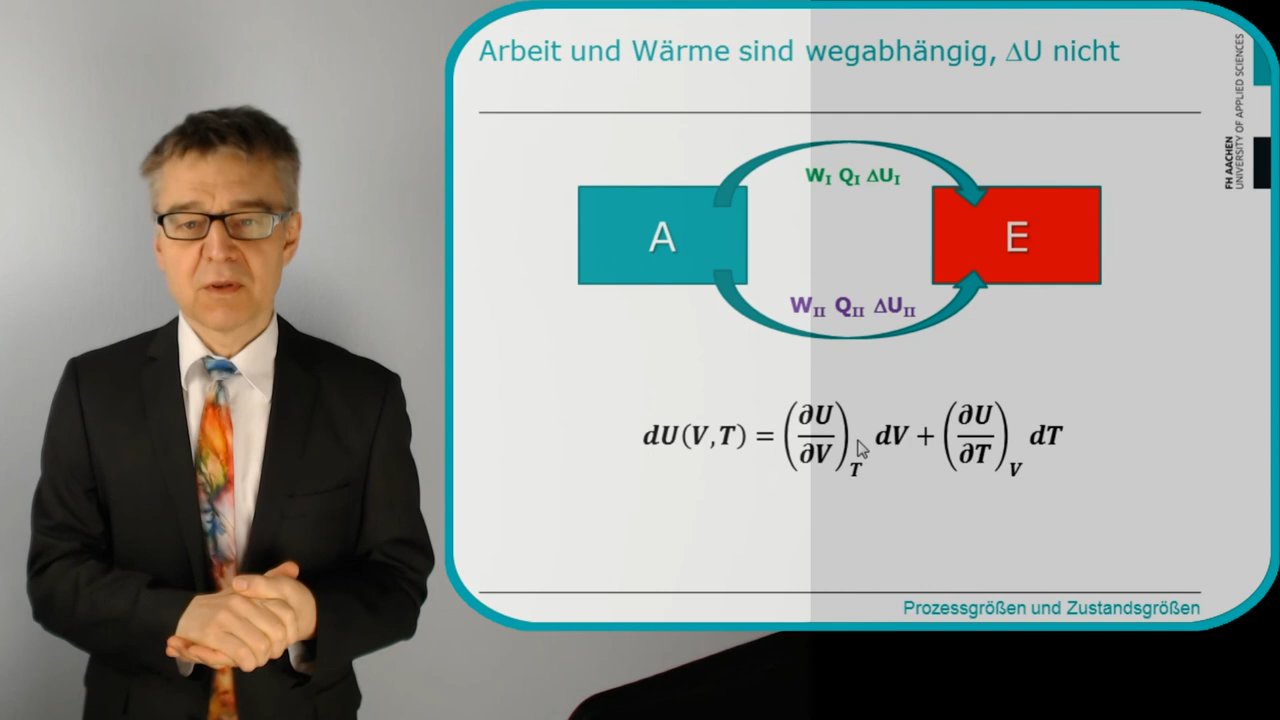 Arbeit und Wärme sind wegabhängig, ΔU nicht
FH AACHEN
UNIVERSITY OF APPLIED SCIENCES
W_I Q_I ΔU_I
A
E
W_II Q_II ΔU_II
dU(V,T) = (∂U/∂V)_T dV + (∂U/∂T)_V dT
Prozessgrößen und Zustandsgrößen